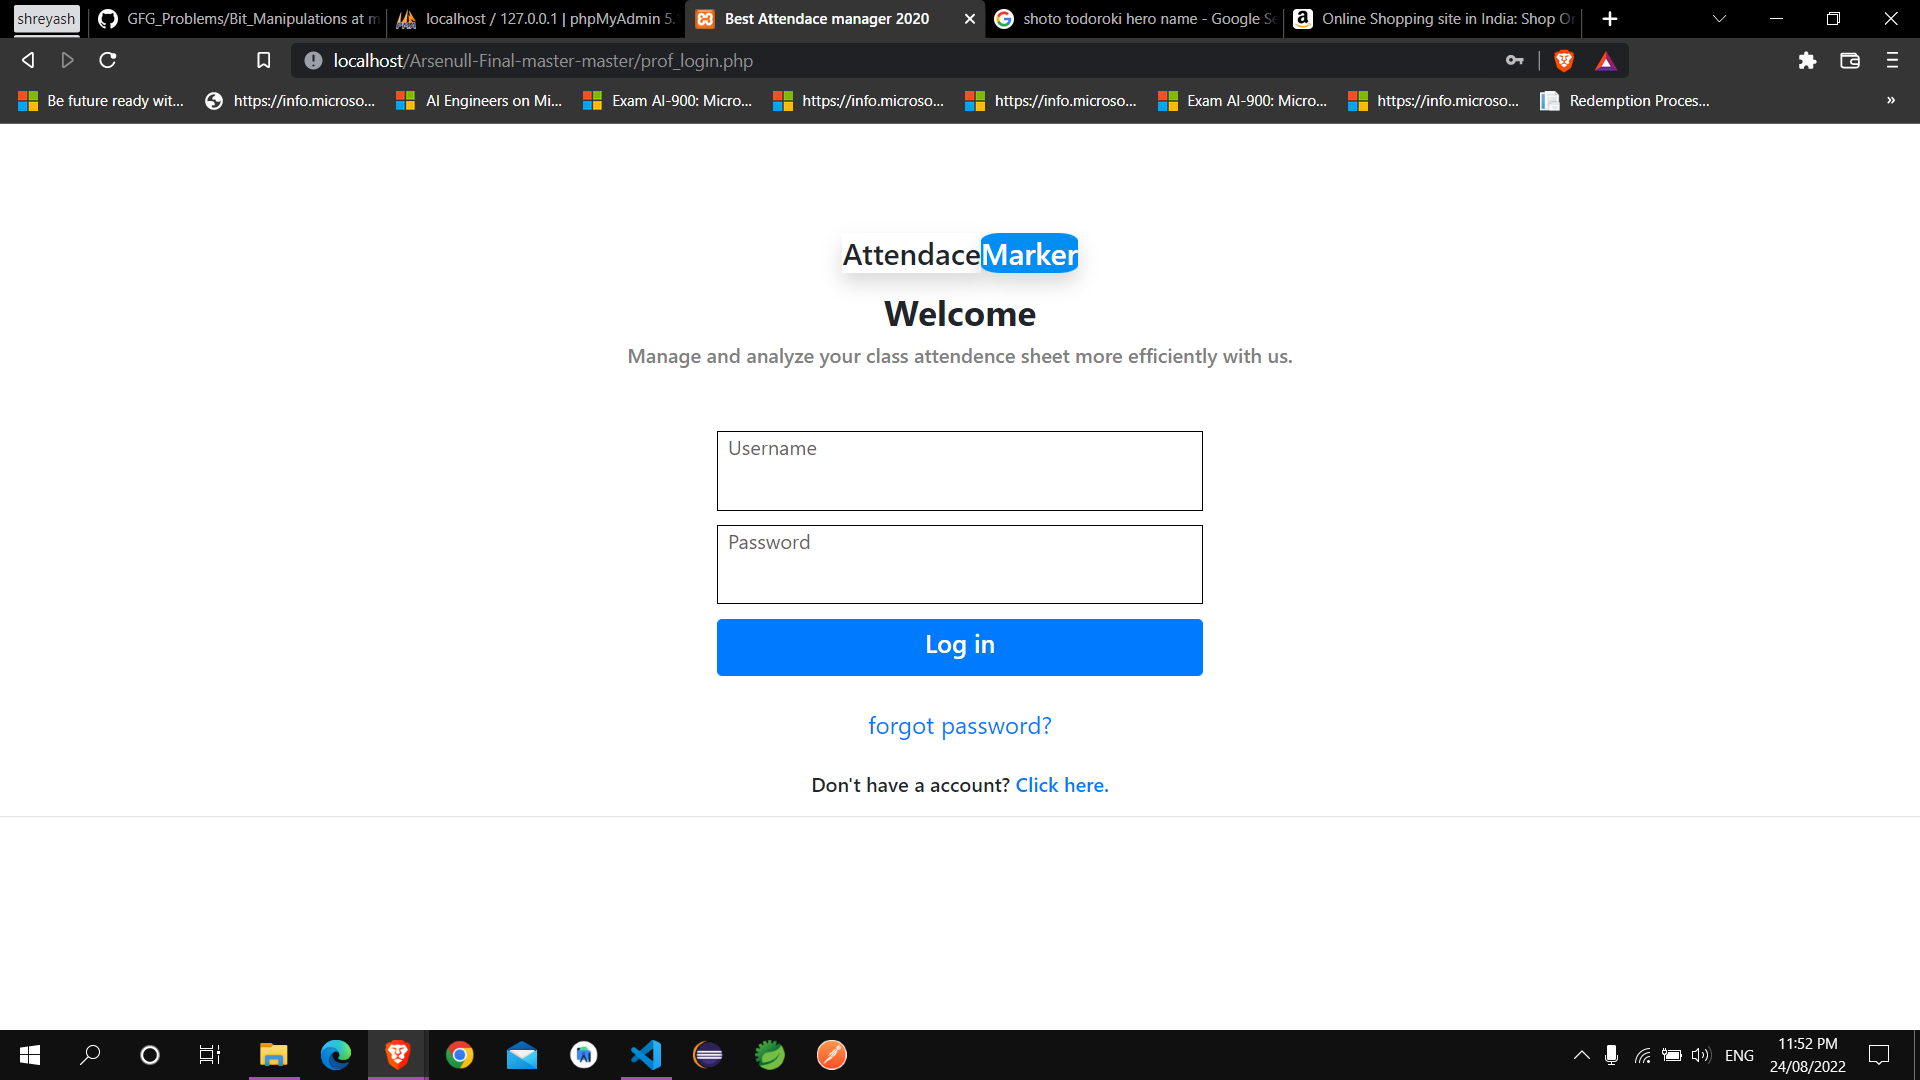 shreyash
GFG_Problems/Bit_Manipulations at m
localhost / 127.0.0.1 | phpMyAdmin 5.
Best Attendace manager 2020
shoto todoroki hero name - Google Se
Online Shopping site in India: Shop On
localhost/Arsenull-Final-master-master/prof_login.php
Be future ready wit...
https://info.microso...
AI Engineers on Mi...
Exam AI-900: Micro...
https://info.microso...
https://info.microso...
Exam AI-900: Micro...
https://info.microso...
Redemption Proces...
»
AttendaceMarker
Welcome
Manage and analyze your class attendence sheet more efficiently with us.
Username
Password
Log in
forgot password?
Don't have a account? Click here.
ENG
11:52 PM
24/08/2022